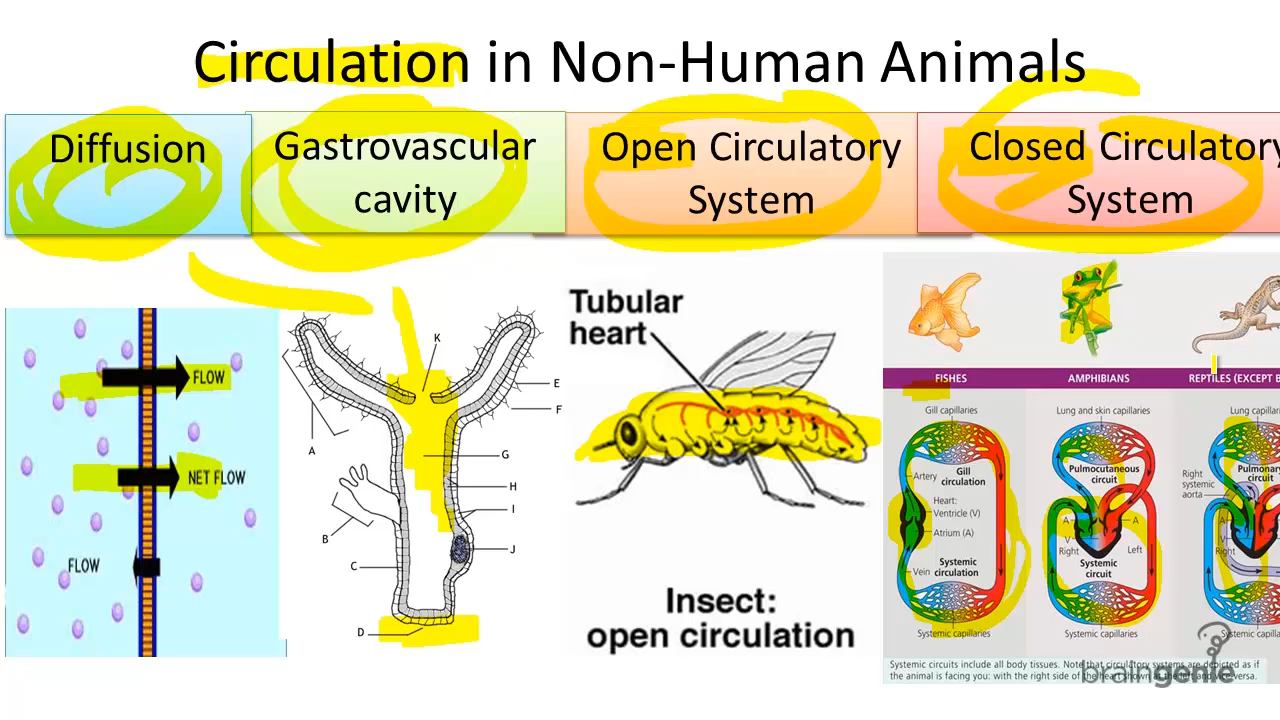 Circulation in Non-Human Animals
Diffusion
Gastrovascular
cavity
Open Circulatory
System
Closed Circulatory
System
FLOW
NET FLOW
FLOW
K
E
F
A
G
H
I
B
J
C
D
Tubular
heart
Insect:
open circulation
FISHES
AMPHIBIANS
REPTILES (EXCEPT B
Gill capillaries
Artery
Gill
circulation
Heart:
Ventricle (V)
Atrium (A)
Systemic
circulation
Vein
Systemic capillaries
Lung and skin capillaries
Pulmocutaneous
circuit
A
A
V
Right
Left
Systemic
circuit
Systemic capillaries
Lung capilla
Right
systemic
aorta
Pulmonary
circuit
A
V
Right
Systemic capilla
Systemic circuits include all body tissues. Note that circulatory systems are depicted as if
the animal is facing you: with the right side of the heart shown at the left and vice versa.
braingenie